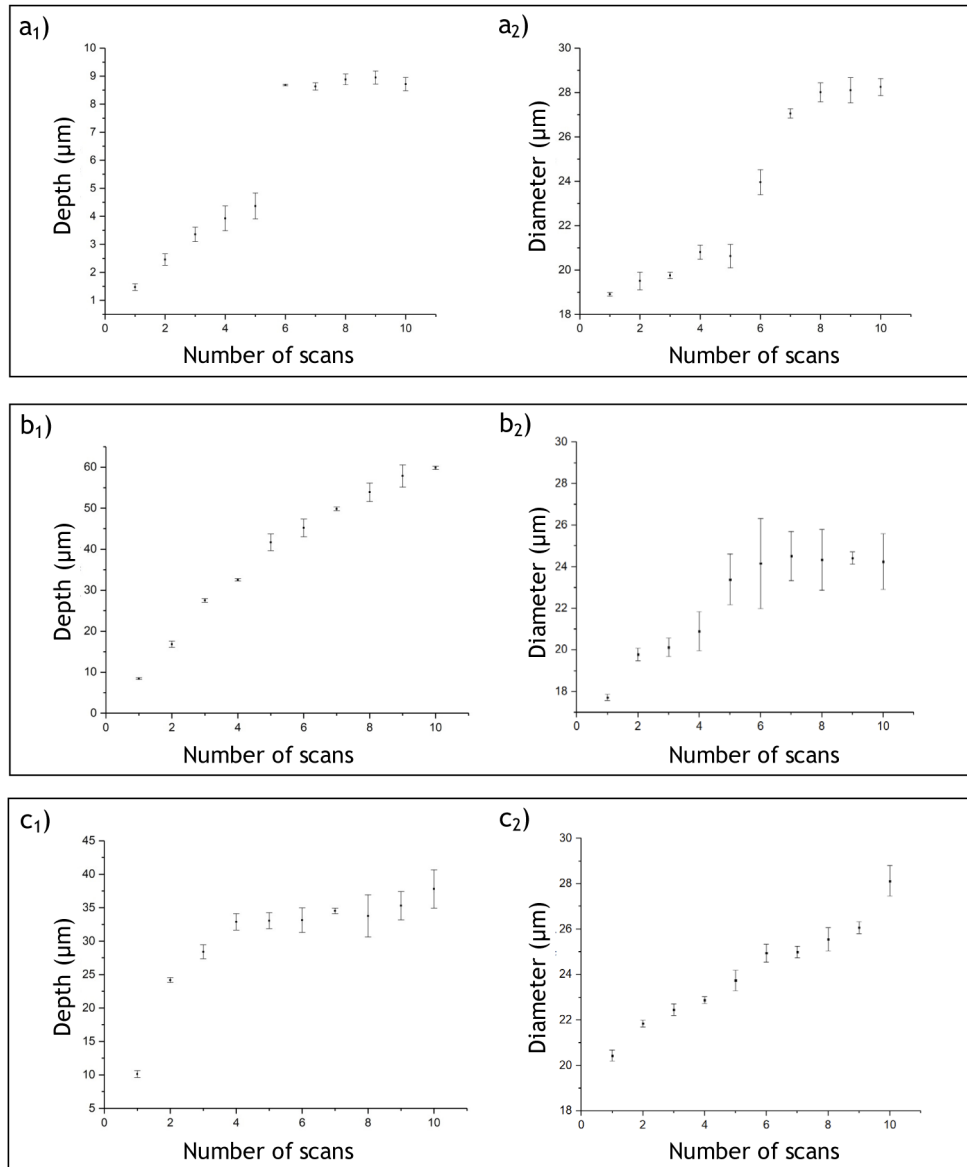 a₁)
10
9
8
7
6
5
4
3
2
1
Depth (µm)
0 2 4 6 8 10
Number of scans
a₂)
30
28
26
24
22
20
18
Diameter (µm)
0 2 4 6 8 10
Number of scans
b₁)
60
50
40
30
20
10
0
Depth (µm)
0 2 4 6 8 10
Number of scans
b₂)
30
28
26
24
22
20
18
Diameter (µm)
0 2 4 6 8 10
Number of scans
c₁)
45
40
35
30
25
20
15
10
5
Depth (µm)
0 2 4 6 8 10
Number of scans
c₂)
30
28
26
24
22
20
18
Diameter (µm)
0 2 4 6 8 10
Number of scans